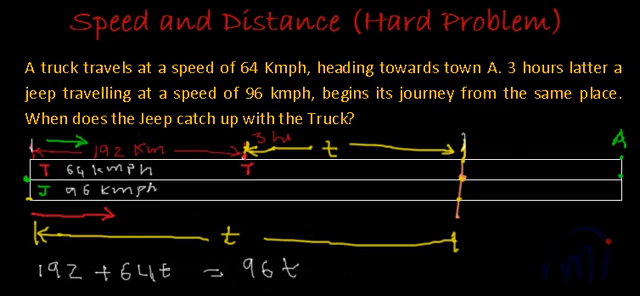 Speed and Distance (Hard Problem)
A truck travels at a speed of 64 Kmph, heading towards town A. 3 hours latter a
jeep travelling at a speed of 96 kmph, begins its journey from the same place.
When does the Jeep catch up with the Truck?
192 Km 3 hr t A
T 64 kmph T
J 96 kmph
t
192 + 64t = 96t